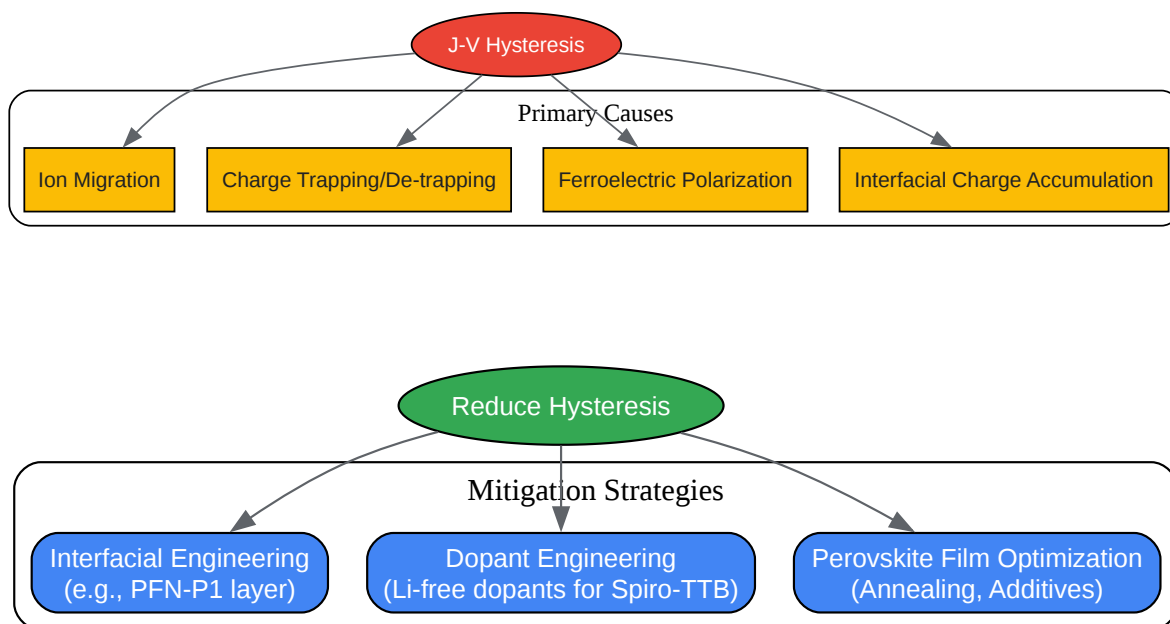 J-V Hysteresis
Primary Causes
Ion Migration
Charge Trapping/De-trapping
Ferroelectric Polarization
Interfacial Charge Accumulation
Reduce Hysteresis
Mitigation Strategies
Interfacial Engineering
(e.g., PFN-P1 layer)
Dopant Engineering
(Li-free dopants for Spiro-TTB)
Perovskite Film Optimization
(Annealing, Additives)